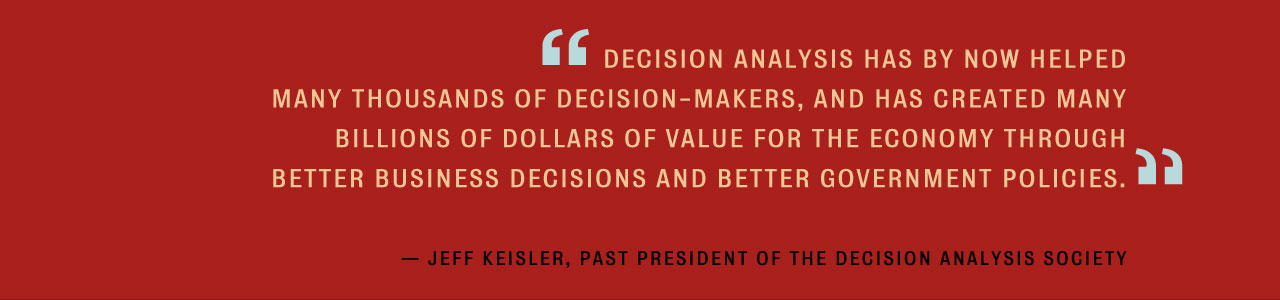 “ DECISION ANALYSIS HAS BY NOW HELPED
MANY THOUSANDS OF DECISION-MAKERS, AND HAS CREATED MANY
BILLIONS OF DOLLARS OF VALUE FOR THE ECONOMY THROUGH
BETTER BUSINESS DECISIONS AND BETTER GOVERNMENT POLICIES. ”
— JEFF KEISLER, PAST PRESIDENT OF THE DECISION ANALYSIS SOCIETY